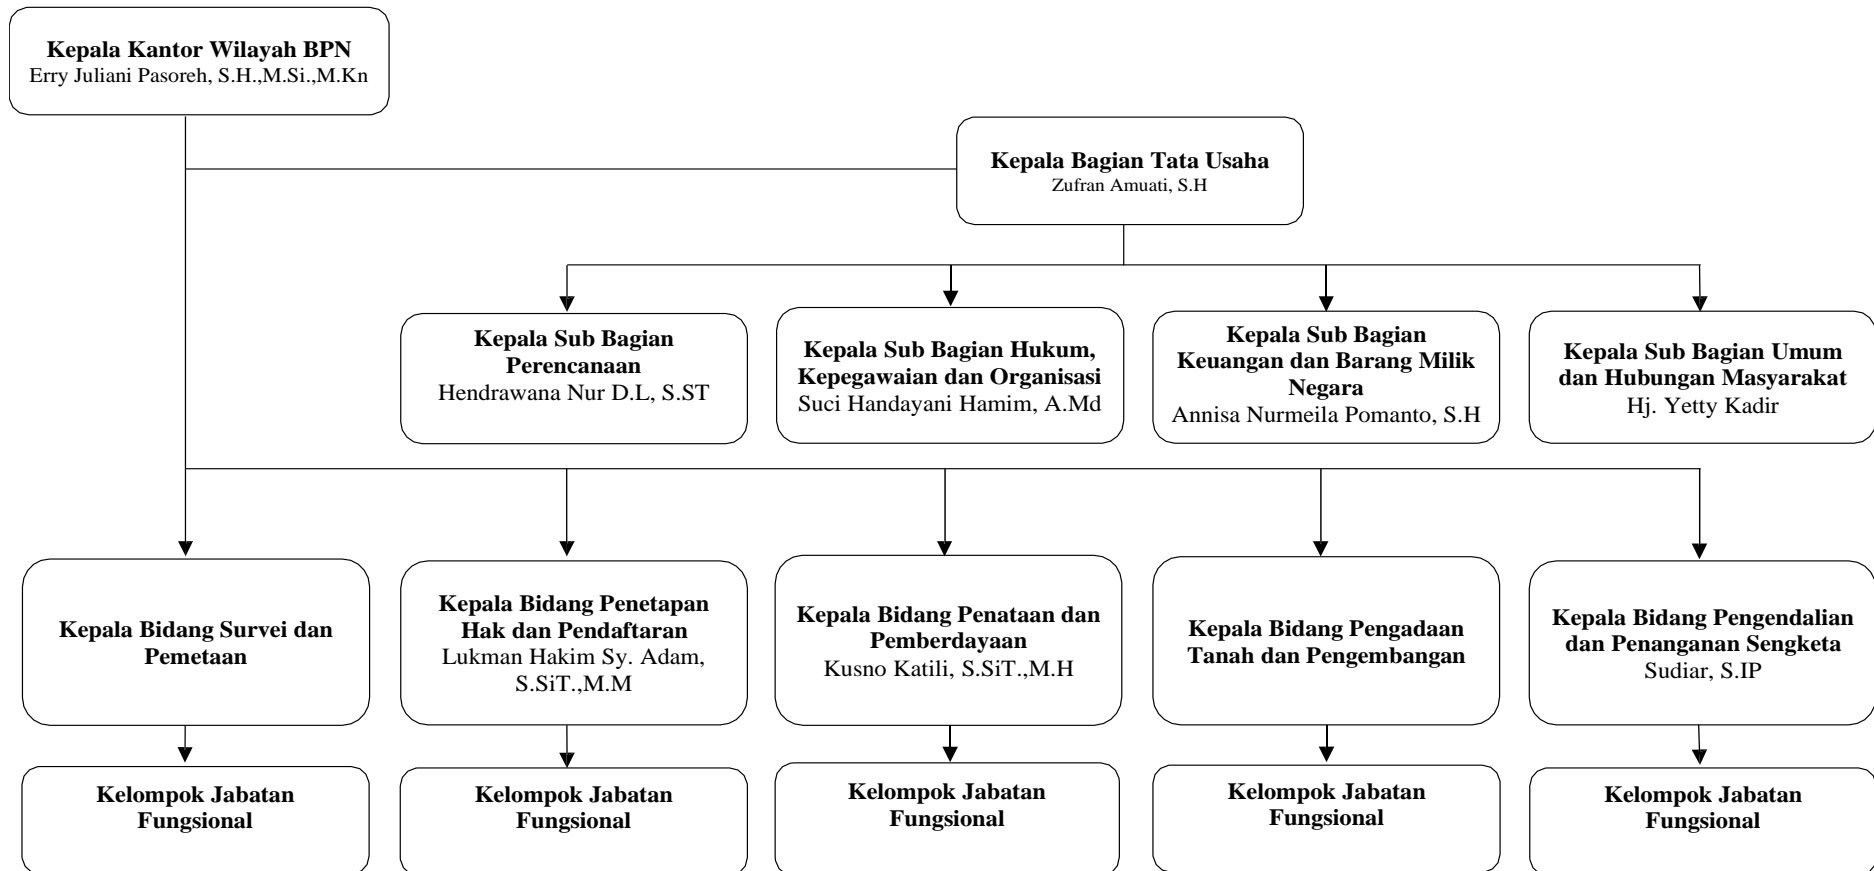 Kepala Kantor Wilayah BPN
Erry Juliani Pasoreh, S.H.,M.Si.,M.Kn
Kepala Bagian Tata Usaha
Zufran Amuati, S.H
Kepala Sub Bagian
Perencanaan
Hendrawana Nur D.L, S.ST
Kepala Sub Bagian Hukum,
Kepegawaian dan Organisasi
Suci Handayani Hamim, A.Md
Kepala Sub Bagian
Keuangan dan Barang Milik
Negara
Annisa Nurmeila Pomanto, S.H
Kepala Sub Bagian Umum
dan Hubungan Masyarakat
Hj. Yetty Kadir
Kepala Bidang Survei dan
Pemetaan
Kepala Bidang Penetapan
Hak dan Pendaftaran
Lukman Hakim Sy. Adam,
S.SiT.,M.M
Kepala Bidang Penataan dan
Pemberdayaan
Kusno Katili, S.SiT.,M.H
Kepala Bidang Pengadaan
Tanah dan Pengembangan
Kepala Bidang Pengendalian
dan Penanganan Sengketa
Sudiar, S.IP
Kelompok Jabatan
Fungsional
Kelompok Jabatan
Fungsional
Kelompok Jabatan
Fungsional
Kelompok Jabatan
Fungsional
Kelompok Jabatan
Fungsional